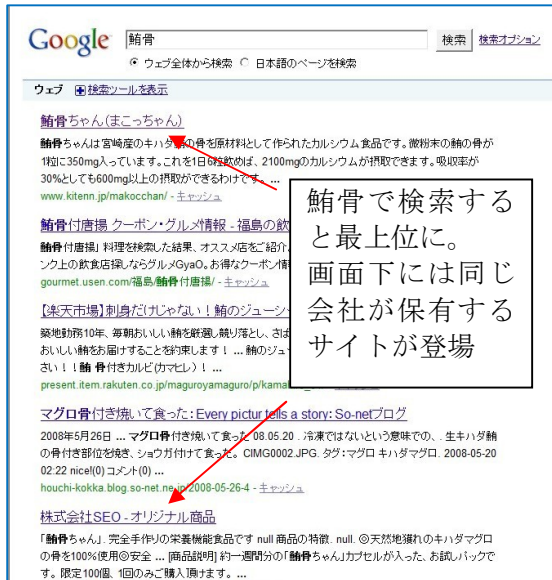 Google
鮪骨
検索 検索オプション
ウェブ全体から検索 日本語のページを検索
ウェブ 検索ツールを表示
鮪骨ちゃん(まこっちゃん)
鮪骨ちゃんは宮崎産のキハダ鮪の骨を原材料として作られたカルシウム食品です。微粉末の鮪の骨が
1粒に350mg入っています。これを1日6粒飲めば、2100mgのカルシウムが摂取できます。吸収率が
30%としても600mg以上の摂取ができるわけです。 ...
www.kitenn.jp/makocchan/ - キャッシュ
鮪骨付唐揚 クーポン・グルメ情報 - 福島の飲
鮪骨付唐揚」 料理を検索した結果、オススメ店をご紹介
ンク上の飲食店探しならグルメGyaO。お得なクーポン情
gourmet.usen.com/福島/鮪骨付唐揚/ - キャッシュ
【楽天市場】刺身だけじゃない!鮪のジューシ
築地勤務10年、毎朝おいしい鮪を厳選し競り落とし、さば
おいしい鮪をお届けすることを約束します! ... 鮪のジュ
さい!!鮪 骨付きカルビ(カマヒレ)! ...
present.item.rakuten.co.jp/maguroyamaguro/p/kama
マグロ骨付き焼いて食った : Every pictur tells a story: So-netブログ
2008年5月26日 ... マグロ骨付き焼いて食った 08.05.20 . 冷凍ではないという意味での、. 生キハダ鮪
の骨付き部位を焼き、ショウガ付けて食った。 CIMG0002.JPG. タグ:マグロ キハダマグロ. 2008-05-20
02:22 nice!(0) コメント(0) ...
houchi-kokka.blog.so-net.ne.jp/2008-05-26-4 - キャッシュ
株式会社SEO - オリジナル商品
「鮪骨ちゃん」. 完全手作りの栄養機能食品です null 商品の特徴. null. ◎天然地獲れのキハダマグロ
の骨を100%使用◎安全 ... [商品説明] 約一週間分の「鮪骨ちゃん」カプセルが入った、お試しパックで
す。限定100個、1回のみご購入頂けます。 ...
鮪骨で検索する
と最上位に。
画面下には同じ
会社が保有する
サイトが登場